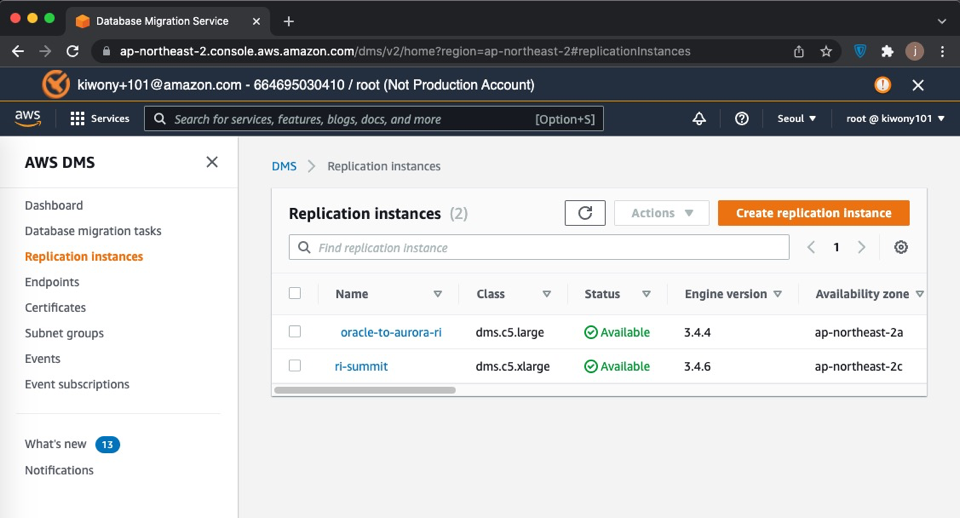 Database Migration Service
ap-northeast-2.console.aws.amazon.com/dms/v2/home?region=ap-northeast-2#replicationInstances
j
kiwony+101@amazon.com - 664695030410 / root (Not Production Account)
aws
Services
Search for services, features, blogs, docs, and more
[Option+S]
Seoul
root @ kiwony101
AWS DMS
Dashboard
Database migration tasks
Replication instances
Endpoints
Certificates
Subnet groups
Events
Event subscriptions
What's new 13
Notifications
DMS > Replication instances
Replication instances (2)
Actions
Create replication instance
Find replication instance
1
Name Class Status Engine version Availability zone
oracle-to-aurora-ri dms.c5.large Available 3.4.4 ap-northeast-2a
ri-summit dms.c5.xlarge Available 3.4.6 ap-northeast-2c